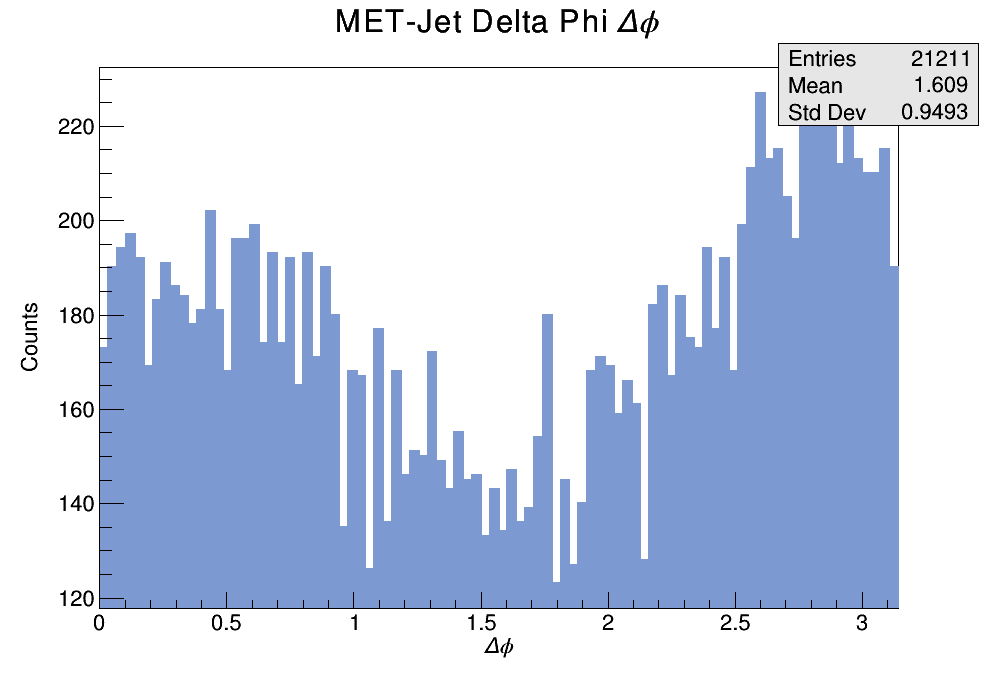 MET-Jet Delta Phi Δϕ
Entries 21211
Mean 1.609
Std Dev 0.9493
220
200
180
160
140
120
Counts
0 0.5 1 1.5 2 2.5 3
Δϕ